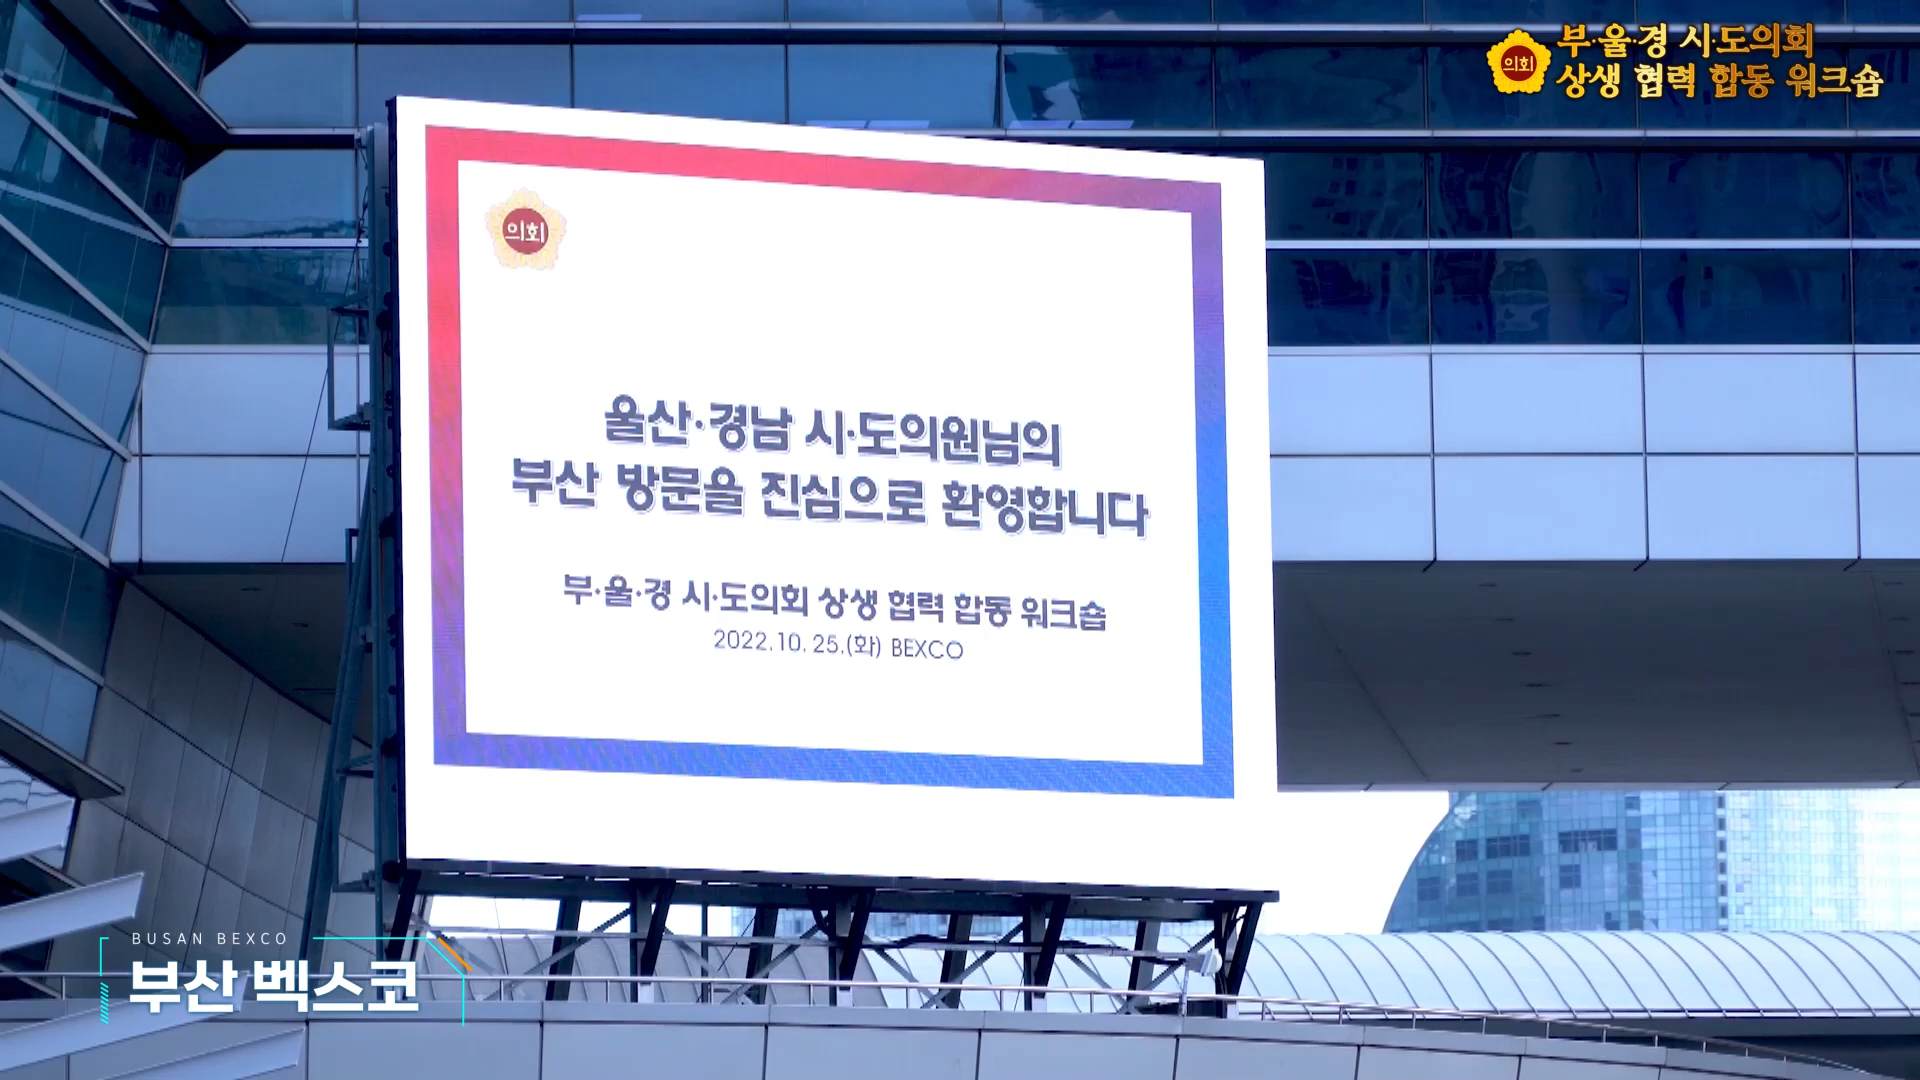 의회
부·울·경 시·도의회
상생 협력 합동 워크숍
의회
울산·경남 시·도의원님의
부산 방문을 진심으로 환영합니다
부·울·경 시·도의회 상생 협력 합동 워크숍
2022.10.25.(화) BEXCO
BUSAN BEXCO
부산 벡스코